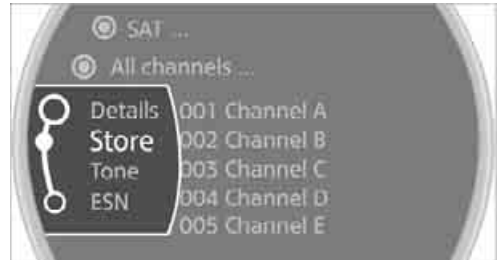 SAT ...
All channels ...
Details 001 Channel A
Store 002 Channel B
Tone 003 Channel C
ESN 004 Channel D
005 Channel E